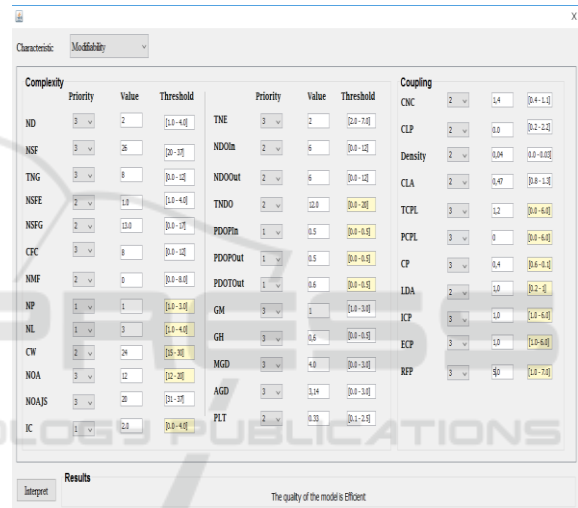 X
Characteristic Modifiability
Complexity
Priority Value Threshold
ND 3 2 [1.0 - 4.0]
NSF 3 26 [20 - 37]
TNG 3 8 [0.0 - 12]
NSFE 2 1.0 [1.0 - 4.0]
NSFG 2 13.0 [0.0 - 17]
CFC 3 8 [0.0 - 12]
NMF 2 0 [0.0 - 8.0]
NP 1 1 [1.0 - 3.0]
NL 1 3 [1.0 - 4.0]
CW 2 24 [15 - 30]
NOA 3 12 [12 - 20]
NOAJS 3 20 [31 - 37]
IC 1 2.0 [0.0 - 4.0]
Priority Value Threshold
TNE 3 2 [2.0 - 7.0]
NDOIn 2 6 [0.0 - 12]
NDOOut 2 6 [0.0 - 12]
TNDO 2 12.0 [0.0 - 20]
PDOPIn 1 0.5 [0.0 - 0.5]
PDOPOut 1 0.5 [0.0 - 0.5]
PDOTOut 1 0.6 [0.0 - 0.5]
GM 3 1 [1.0 - 3.0]
GH 3 0,6 [0.0 - 0.5]
MGD 3 4.0 [0.0 - 3.0]
AGD 3 3,14 [0.0 - 3.0]
PLT 2 0.33 [0.1 - 2.5]
Coupling
CNC 2 1,4 [0.4 - 1.1]
CLP 2 0.0 [0.2 - 2.2]
Density 2 0,04 0.0 - 0.03]
CLA 2 0,47 [0.8 - 1.3]
TCPL 3 1,2 [0.0 - 6.0]
PCPL 3 0 [0.0 - 6.0]
CP 3 0,4 [0.6 - 0.1]
LDA 2 1,0 [0.2 - 1]
ICP 3 1,0 [1.0 - 6.0]
ECP 3 1,0 [1.0 - 6.0]
RFP 3 5,0 [1.0 - 7.0]
PRESS
OLOGY PUBLICATIONS
Results
Interpret The quality of the model is Efficient